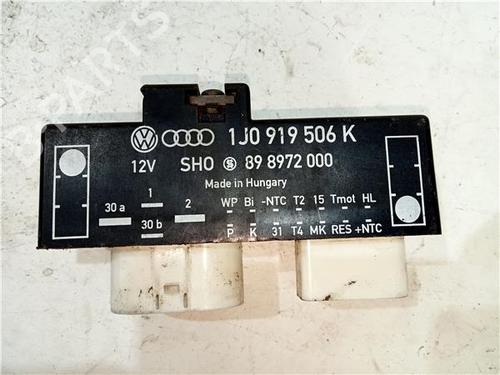 1J0 919 506 K
12V SHO S 89 8972 000
Made in Hungary
30 a 1 2 WP Bi -NTC T2 15 Tmot HL
30 b P K 31 T4 MK RES +NTC
B PARTS